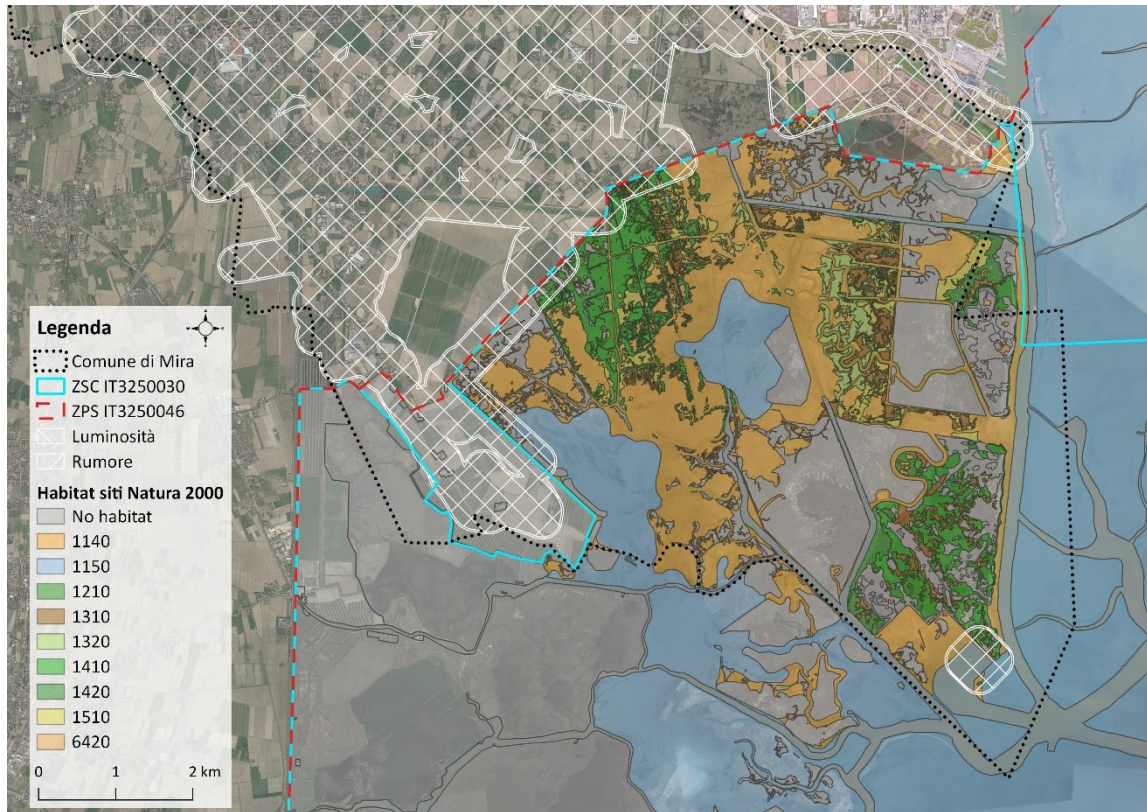 Legenda
Comune di Mira
ZSC IT3250030
ZPS IT3250046
Luminosità
Rumore
Habitat siti Natura 2000
No habitat
1140
1150
1210
1310
1320
1410
1420
1510
6420
0 1 2 km